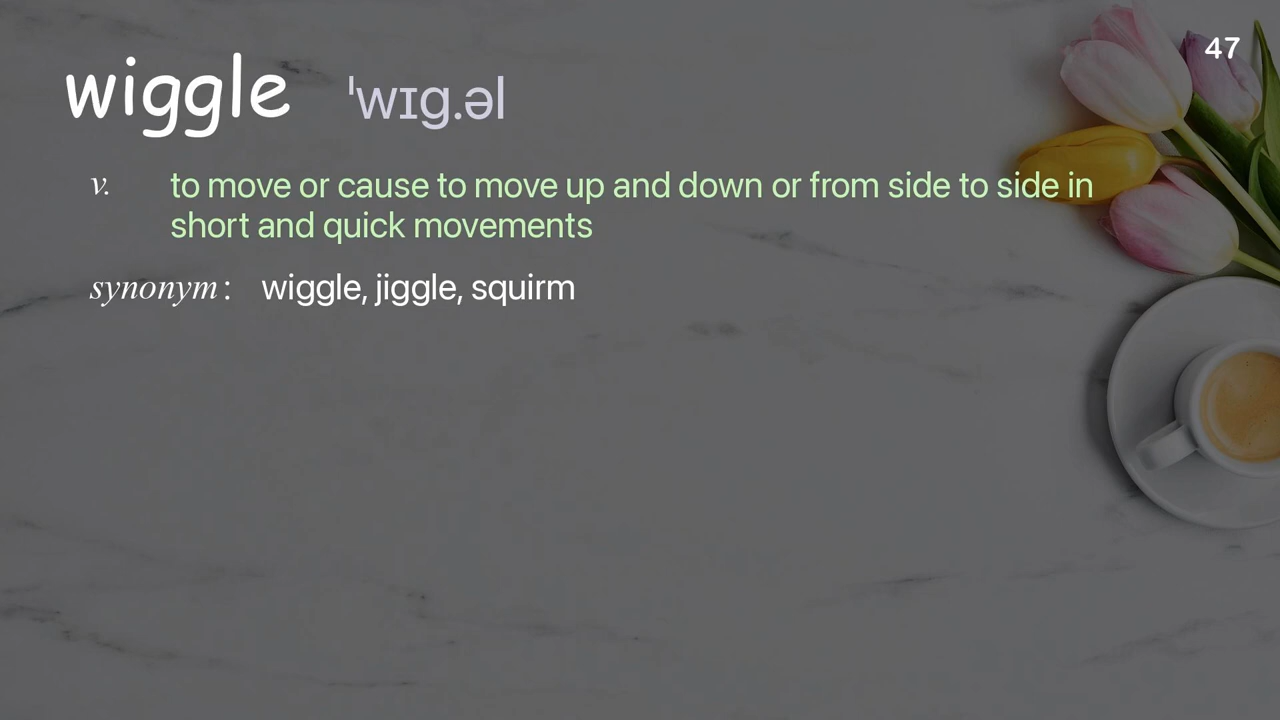 47
wiggle ˈwɪg.əl
v. to move or cause to move up and down or from side to side in
short and quick movements
synonym: wiggle, jiggle, squirm